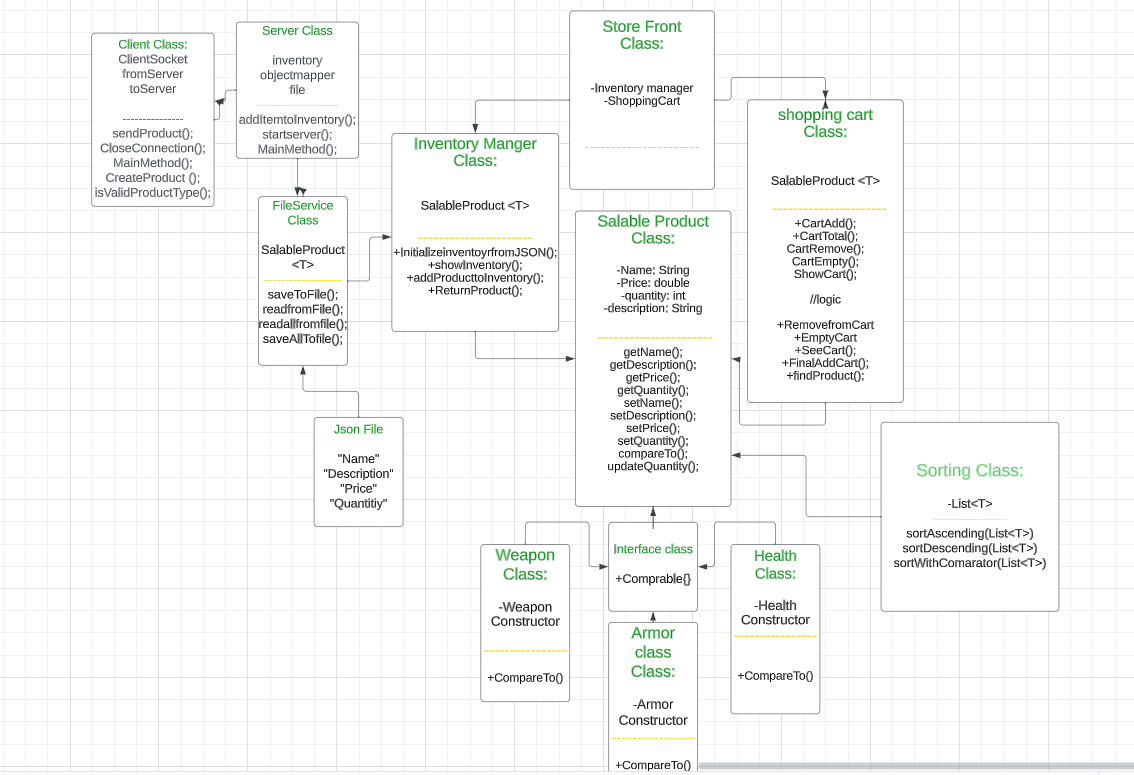 Client Class:
ClientSocket
fromServer
toServer
---------------
sendProduct();
CloseConnection();
MainMethod();
CreateProduct ();
isValidProductType();
Server Class
inventory
objectmapper
file
addItemtoInventory();
startserver();
MainMethod();
FileService
Class
SalableProduct
<T>
saveToFile();
readfromFile();
readallfromfile();
saveAllTofile();
Json File
"Name"
"Description"
"Price"
"Quantitiy"
Inventory Manger
Class:
SalableProduct <T>
+InitializeinventoyrfromJSON();
+showInventory();
+addProducttoInventory();
+ReturnProduct();
Store Front
Class:
-Inventory manager
-ShoppingCart
Salable Product
Class:
-Name; String
-Price: double
-quantity: int
-description; String
getName();
getDescription();
getPrice();
getQuantity();
setName();
setDescription();
setPrice();
setQuantity();
compareTo();
updateQuantity();
shopping cart
Class:
SalableProduct <T>
+CartAdd();
+CartTotal();
CartRemove();
CartEmpty();
ShowCart();
//logic
+RemovefromCart
+EmptyCart
+SeeCart();
+FinalAddCart();
+findProduct();
Sorting Class:
-List<T>
sortAscending(List<T>)
sortDescending(List<T>)
sortWithComarator(List<T>)
Weapon
Class:
-Weapon
Constructor
+CompareTo()
Interface class
+Comprable{}
Health
Class:
-Health
Constructor
+CompareTo()
Armor
class
Class:
-Armor
Constructor
+CompareTo()